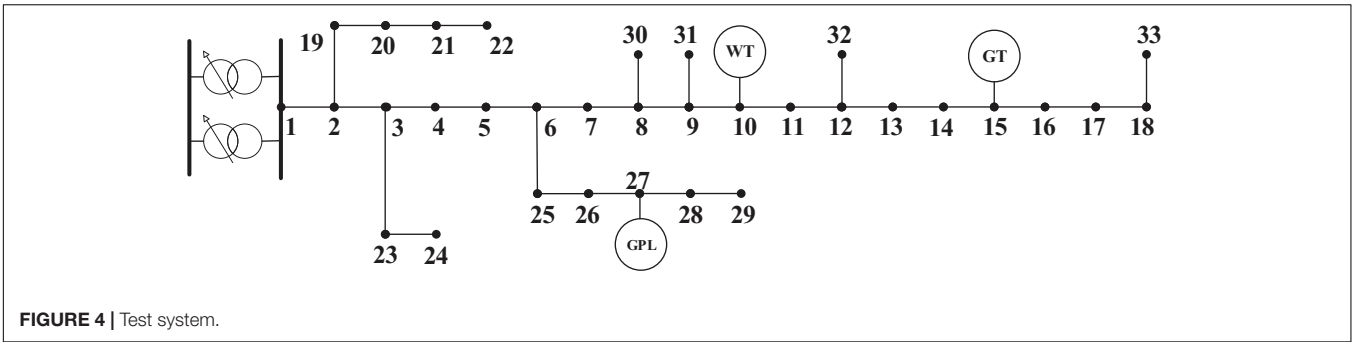 19 20 21 22
30 31 WT 32 GT 33
1 2 3 4 5 6 7 8 9 10 11 12 13 14 15 16 17 18
27
25 26 28 29
23 24 GPL
FIGURE 4 | Test system.